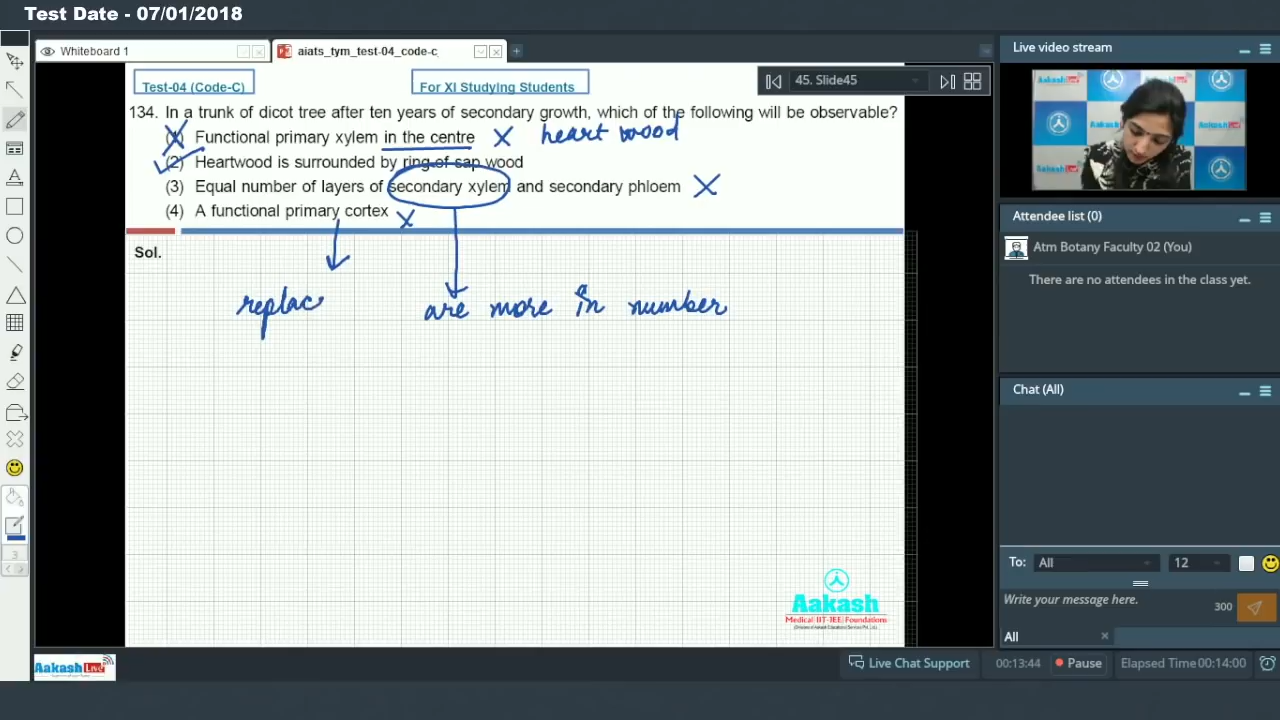 Test Date - 07/01/2018
Whiteboard 1
aiats_tym_test-04_code-c
Live video stream
Test-04 (Code-C)
For XI Studying Students
45. Slide45
134. In a trunk of dicot tree after ten years of secondary growth, which of the following will be observable?
(1) Functional primary xylem in the centre X heart wood
(2) Heartwood is surrounded by ring of sap wood
(3) Equal number of layers of secondary xylem and secondary phloem X
(4) A functional primary cortex X
Sol.
replac are more in number
Aakash
Medical|IIT-JEE|Foundations
Attendee list (0)
Atm Botany Faculty 02 (You)
There are no attendees in the class yet.
Chat (All)
To: All 12
Write your message here. 300
All
3
Aakash Live
Live Chat Support 00:13:44 Pause Elapsed Time 00:14:00